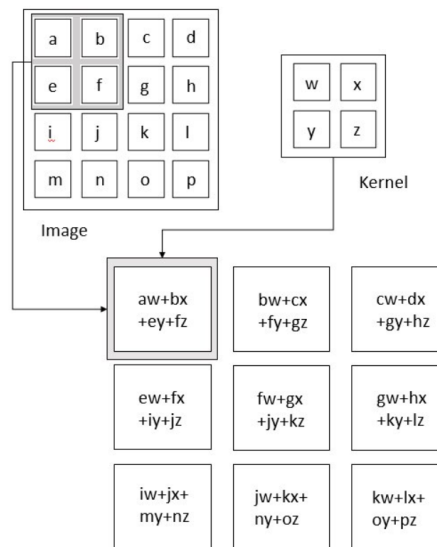 a b c d
e f g h
i j k l
m n o p
Image
w x
y z
Kernel
aw+bx
+ey+fz
bw+cx
+fy+gz
cw+dx
+gy+hz
ew+fx
+iy+jz
fw+gx
+jy+kz
gw+hx
+ky+lz
iw+jx+
my+nz
jw+kx+
ny+oz
kw+lx+
oy+pz